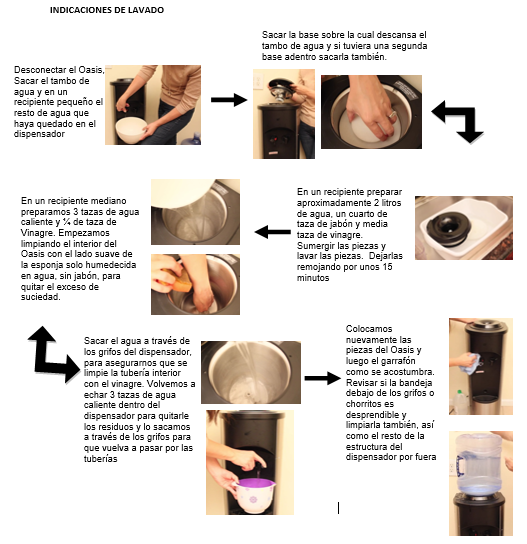 INDICACIONES DE LAVADO
Desconectar el Oasis,
Sacar el tambo de
agua y en un
recipiente pequeño el
resto de agua que
haya quedado en el
dispensador
Sacar la base sobre la cual descansa el
tambo de agua y si tuviera una segunda
base adentro sacarla también.
En un recipiente preparar
aproximadamente 2 litros
de agua, un cuarto de
taza de jabón y media
taza de vinagre.
Sumergir las piezas y
lavar las piezas. Dejarlas
remojando por unos 15
minutos
En un recipiente mediano
preparamos 3 tazas de agua
caliente y ¼ de taza de
Vinagre. Empezamos
limpiando el interior del
Oasis con el lado suave de
la esponja solo humedecida
en agua, sin jabón, para
quitar el exceso de
suciedad.
Sacar el agua a través de
los grifos del dispensador,
para asegurarnos que se
limpie la tubería interior
con el vinagre. Volvemos a
echar 3 tazas de agua
caliente dentro del
dispensador para quitarle
los residuos y lo sacamos
a través de los grifos para
que vuelva a pasar por las
tuberías
Colocamos
nuevamente las
piezas del Oasis y
luego el garrafón
como se acostumbra.
Revisar si la bandeja
debajo de los grifos o
chorritos es
desprendible y
limpiarla también, así
como el resto de la
estructura del
dispensador por fuera